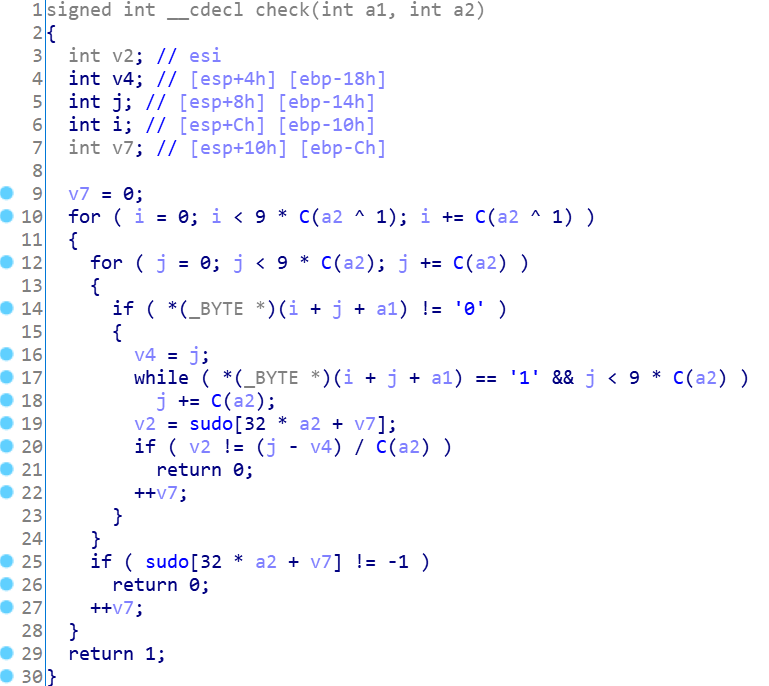 1 signed int __cdecl check(int a1, int a2)
2 {
3   int v2; // esi
4   int v4; // [esp+4h] [ebp-18h]
5   int j; // [esp+8h] [ebp-14h]
6   int i; // [esp+Ch] [ebp-10h]
7   int v7; // [esp+10h] [ebp-Ch]
8
9   v7 = 0;
10   for ( i = 0; i < 9 * C(a2 ^ 1); i += C(a2 ^ 1) )
11   {
12     for ( j = 0; j < 9 * C(a2); j += C(a2) )
13     {
14       if ( *(_BYTE *)(i + j + a1) != '0' )
15       {
16         v4 = j;
17         while ( *(_BYTE *)(i + j + a1) == '1' && j < 9 * C(a2) )
18           j += C(a2);
19         v2 = sudo[32 * a2 + v7];
20         if ( v2 != (j - v4) / C(a2) )
21           return 0;
22         ++v7;
23       }
24     }
25     if ( sudo[32 * a2 + v7] != -1 )
26       return 0;
27     ++v7;
28   }
29   return 1;
30 }